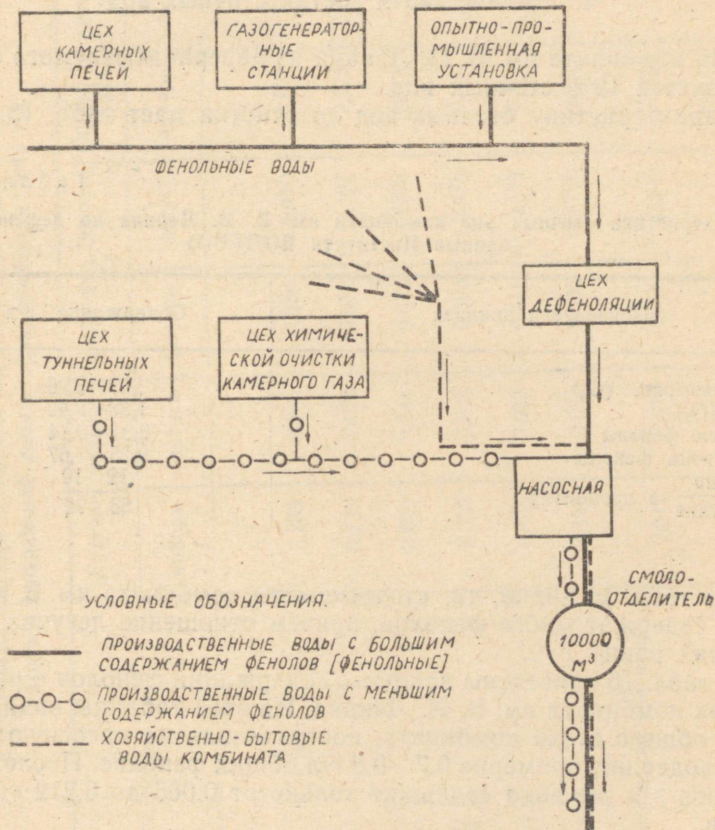 ЦЕХ
КАМЕРНЫХ
ПЕЧЕЙ
ГАЗОГЕНЕРАТОР-
НЫЕ
СТАНЦИИ
ОПЫТНО-ПРО-
МЫШЛЕННАЯ
УСТАНОВКА
ФЕНОЛЬНЫЕ ВОДЫ
ЦЕХ
ДЕФЕНОЛЯЦИИ
ЦЕХ
ТУННЕЛЬНЫХ
ПЕЧЕЙ
ЦЕХ ХИМИЧЕ-
СКОЙ ОЧИСТКИ
КАМЕРНОГО ГАЗА
НАСОСНАЯ
СМОЛО-
ОТДЕЛИТЕЛЬ
10000
М³
УСЛОВНЫЕ ОБОЗНАЧЕНИЯ.
ПРОИЗВОДСТВЕННЫЕ ВОДЫ С БОЛЬШИМ
СОДЕРЖАНИЕМ ФЕНОЛОВ [ФЕНОЛЬНЫЕ]
ПРОИЗВОДСТВЕННЫЕ ВОДЫ С МЕНЬШИМ
СОДЕРЖАНИЕМ ФЕНОЛОВ
ХОЗЯЙСТВЕННО-БЫТОВЫЕ
ВОДЫ КОМБИНАТА